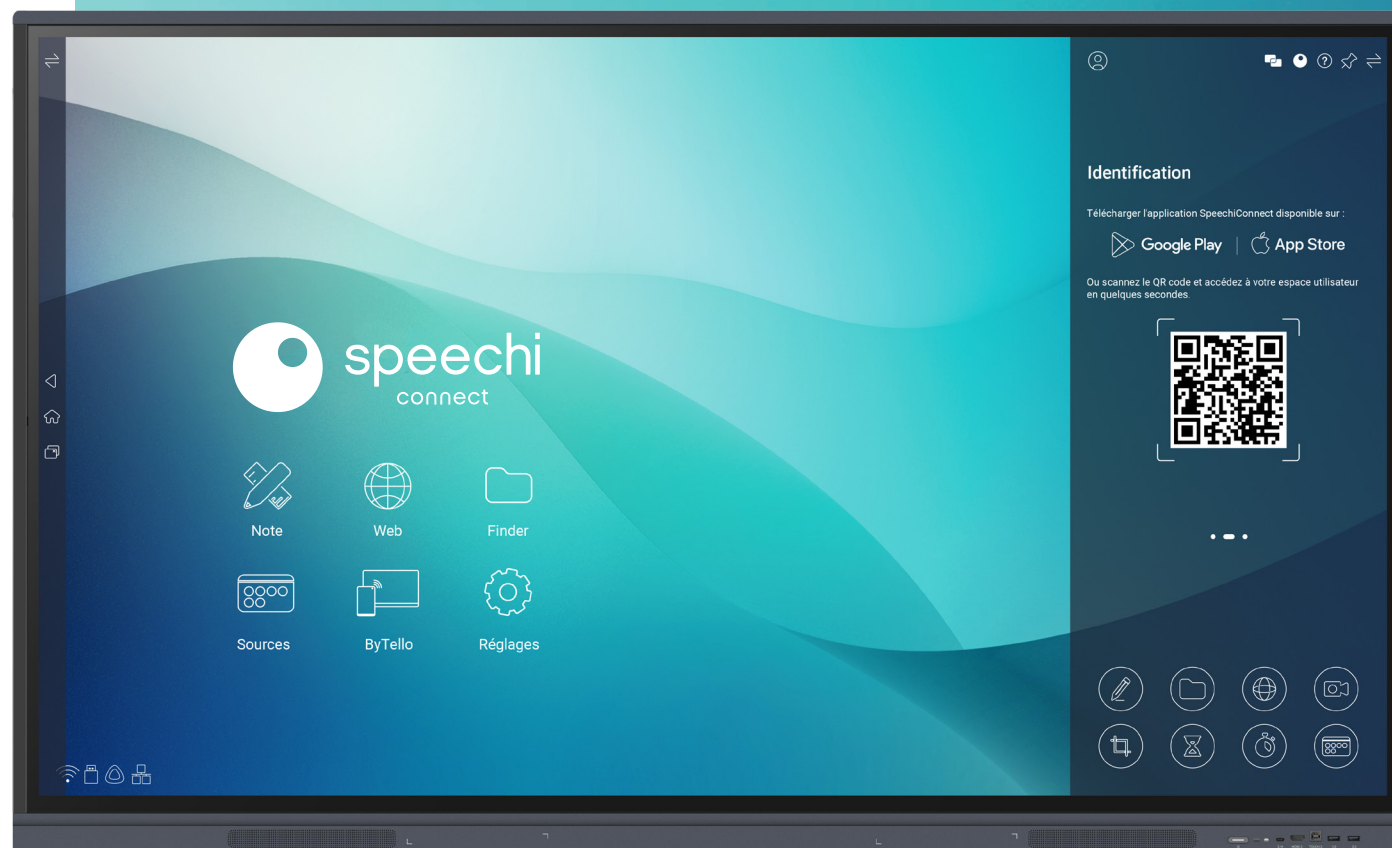 speechi
connect
Note
Web
Finder
Sources
ByTello
Réglages
Identification
Télécharger l'application SpeechiConnect disponible sur :
Google Play
App Store
Ou scannez le QR code et accédez à votre espace utilisateur
en quelques secondes.